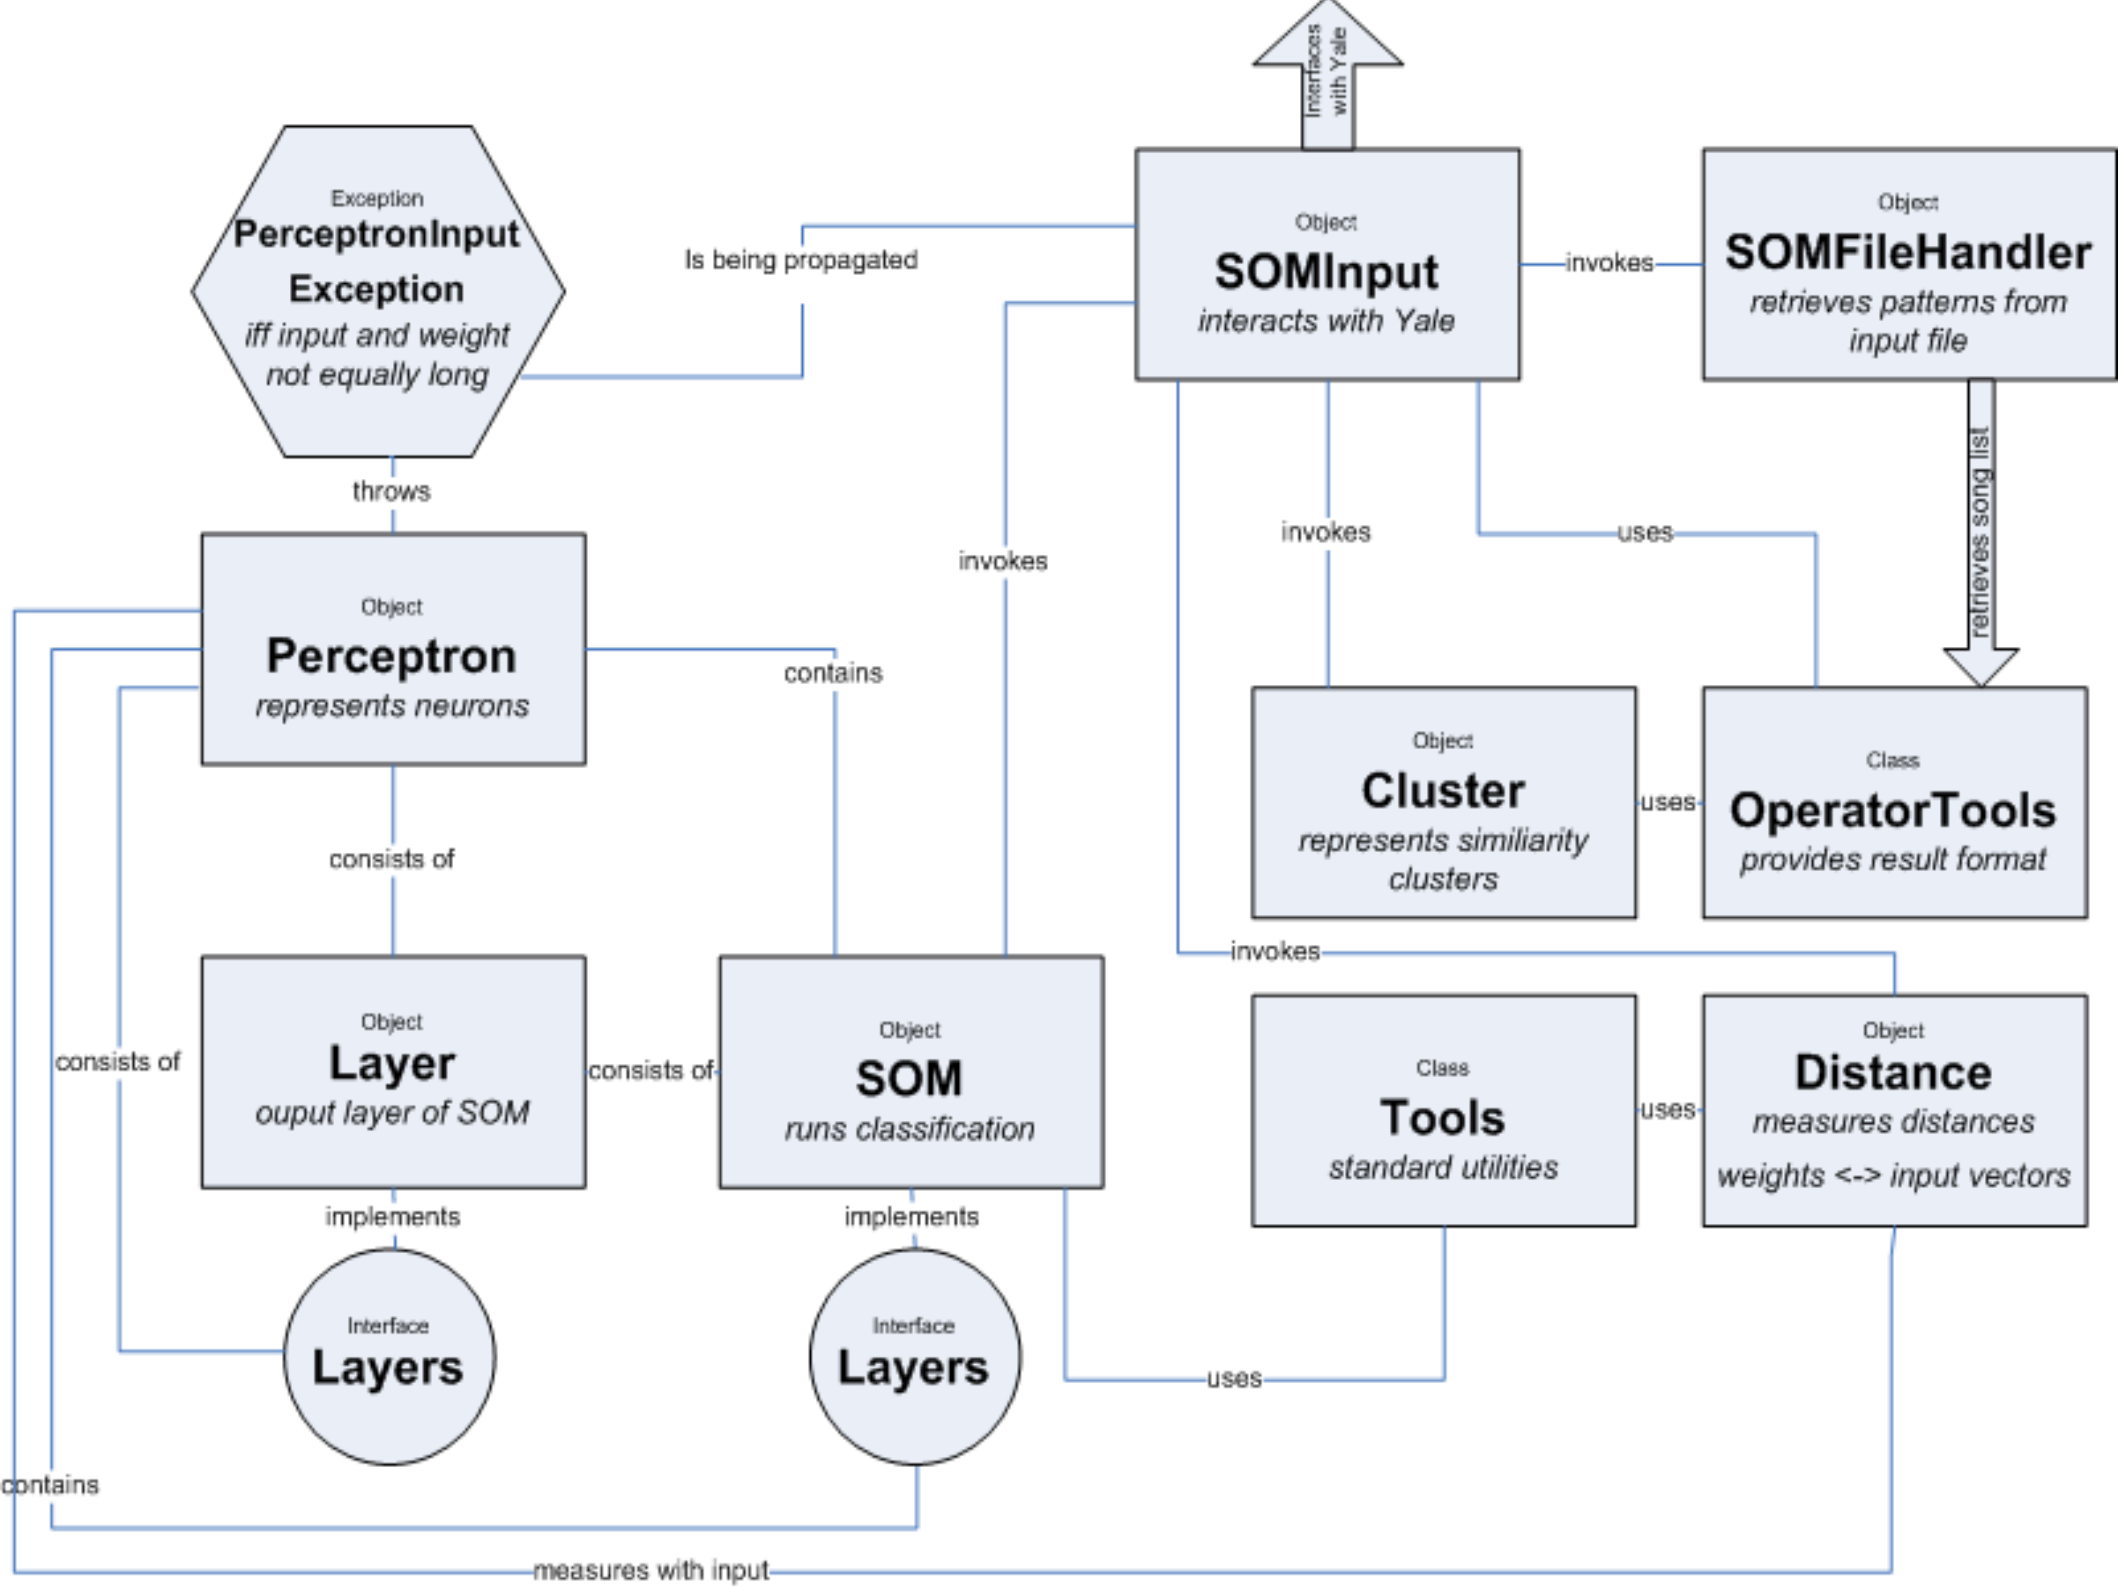 Interfaces
with Yale
Exception
PerceptronInput
Exception
iff input and weight
not equally long
Is being propagated
Object
SOMInput
interacts with Yale
invokes
Object
SOMFileHandler
retrieves patterns from
input file
throws
invokes
invokes
uses
retrieves song list
Object
Perceptron
represents neurons
contains
Object
Cluster
represents similiarity
clusters
uses
Class
OperatorTools
provides result format
consists of
invokes
consists of
Object
Layer
ouput layer of SOM
consists of
Object
SOM
runs classification
Class
Tools
standard utilities
uses
Object
Distance
measures distances
weights <-> input vectors
implements
implements
Interface
Layers
Interface
Layers
uses
contains
measures with input